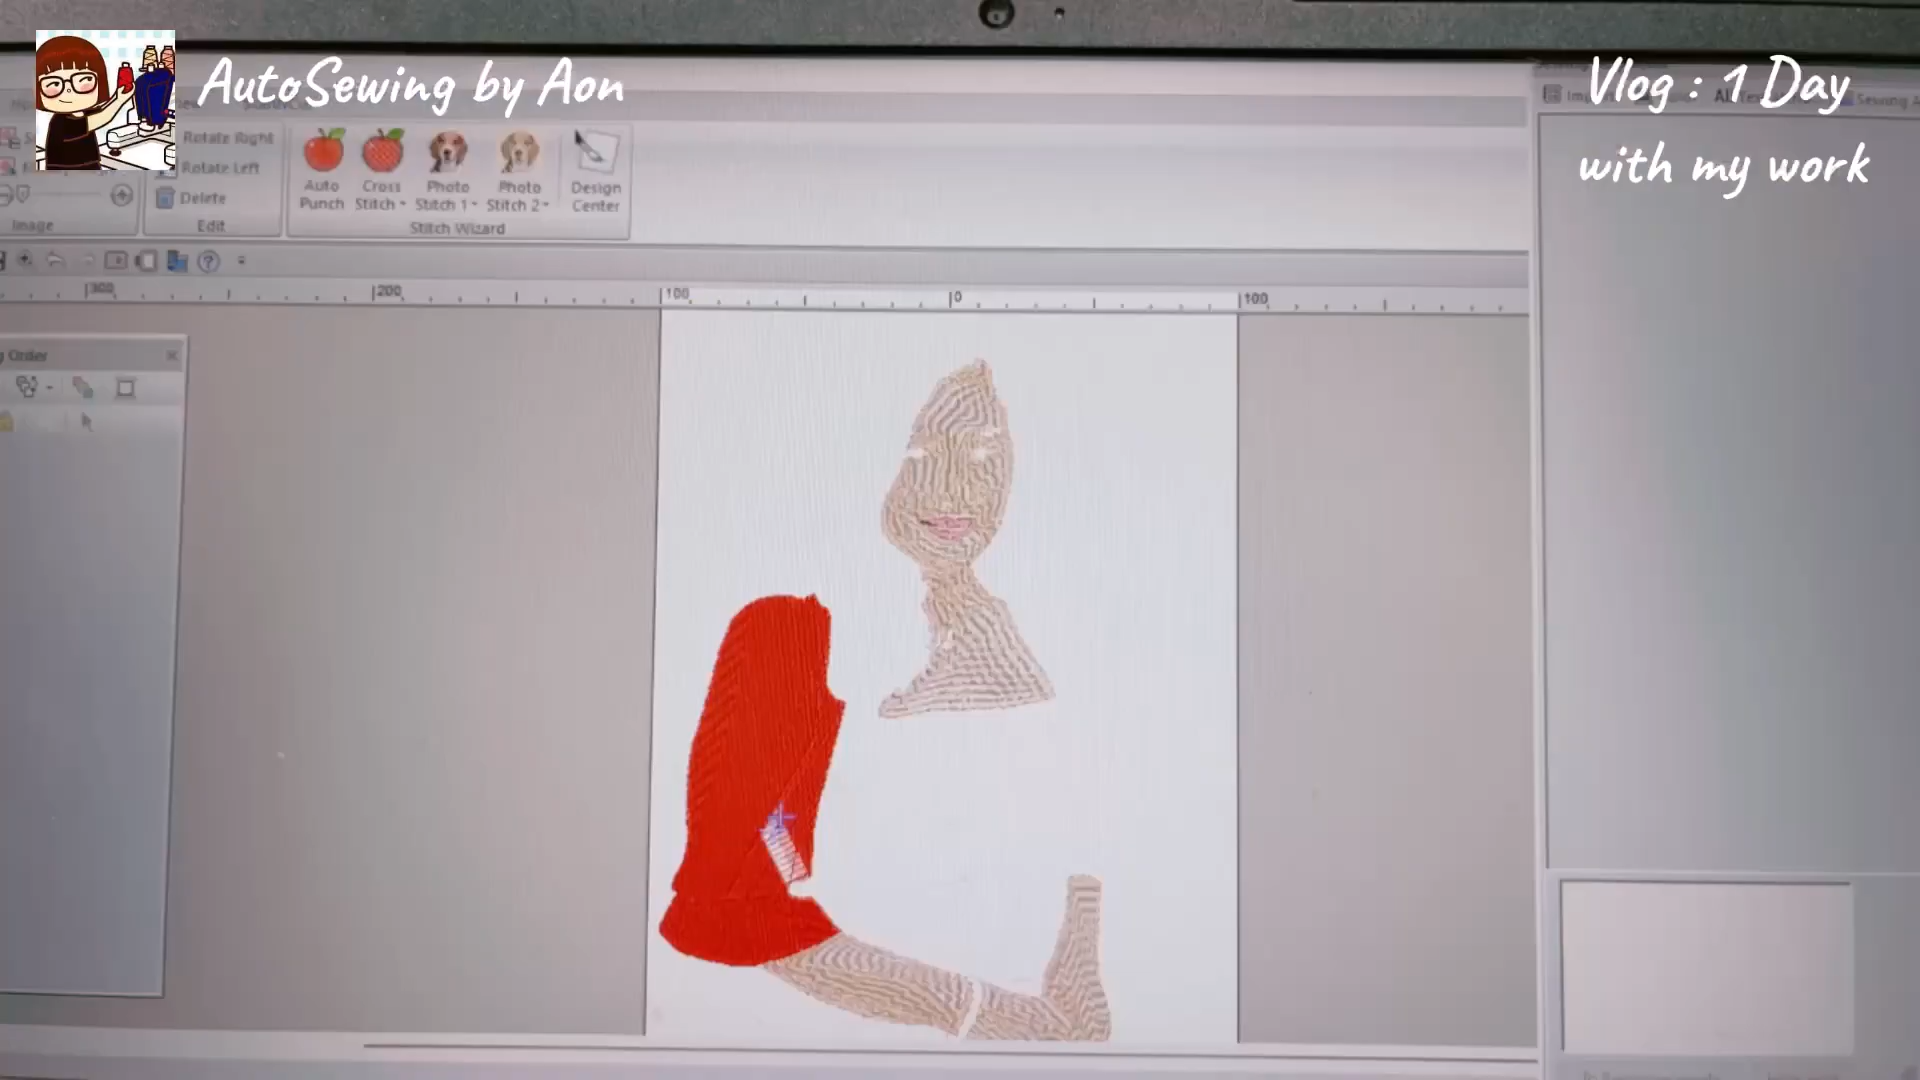 AutoSewing by Aon
Vlog : 1 Day
with my work
Rotate Right
Rotate Left
Delete
Image
Edit
Auto Punch
Cross Stitch
Photo Stitch 1
Photo Stitch 2
Design Center
Stitch Wizard
Sewing
300
200
100
0
100
Order